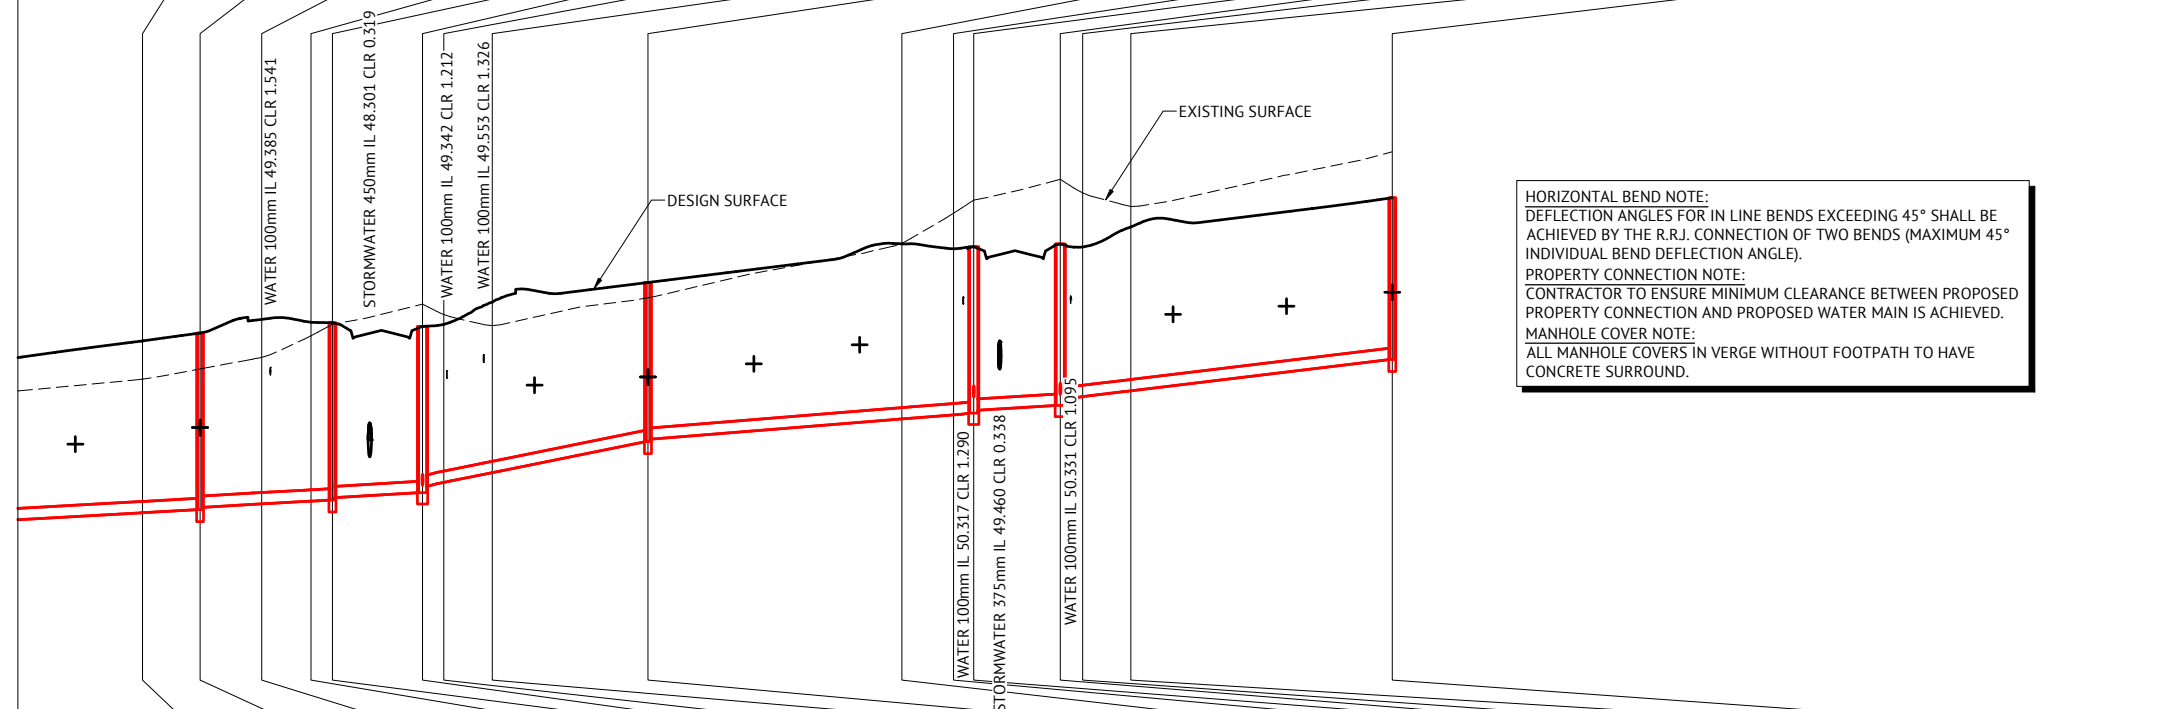 WATER 100mm IL 49.385 CLR 1.541
STORMWATER 450mm IL 48.301 CLR 0.319
WATER 100mm IL 49.342 CLR 1.212
WATER 100mm IL 49.553 CLR 1.326
DESIGN SURFACE
EXISTING SURFACE
WATER 100mm IL 50.317 CLR 1.290
STORMWATER 375mm IL 49.460 CLR 0.338
WATER 100mm IL 50.331 CLR 1.095
HORIZONTAL BEND NOTE:
DEFLECTION ANGLES FOR IN LINE BENDS EXCEEDING 45° SHALL BE
ACHIEVED BY THE R.R.J. CONNECTION OF TWO BENDS (MAXIMUM 45°
INDIVIDUAL BEND DEFLECTION ANGLE).
PROPERTY CONNECTION NOTE:
CONTRACTOR TO ENSURE MINIMUM CLEARANCE BETWEEN PROPOSED
PROPERTY CONNECTION AND PROPOSED WATER MAIN IS ACHIEVED.
MANHOLE COVER NOTE:
ALL MANHOLE COVERS IN VERGE WITHOUT FOOTPATH TO HAVE
CONCRETE SURROUND.